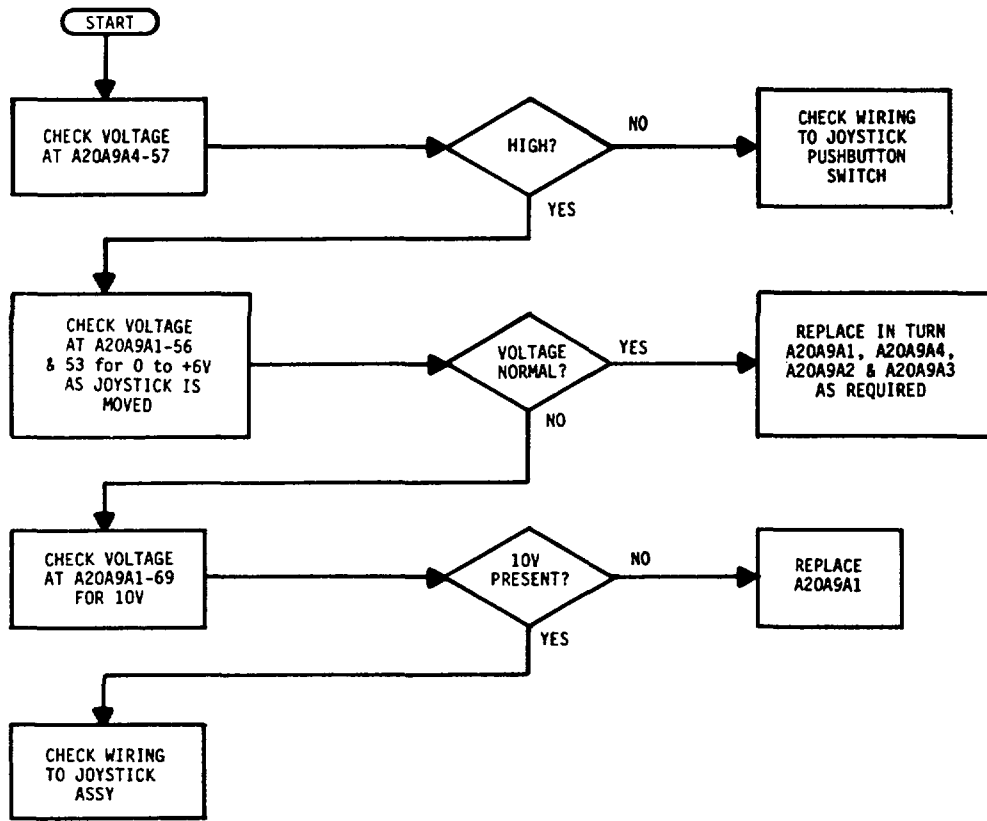 START
CHECK VOLTAGE
AT A20A9A4-57
HIGH?
NO
CHECK WIRING
TO JOYSTICK
PUSHBUTTON
SWITCH
YES
CHECK VOLTAGE
AT A20A9A1-56
& 53 for 0 to +6V
AS JOYSTICK IS
MOVED
VOLTAGE
NORMAL?
YES
REPLACE IN TURN
A20A9A1, A20A9A4,
A20A9A2 & A20A9A3
AS REQUIRED
NO
CHECK VOLTAGE
AT A20A9A1-69
FOR 10V
10V
PRESENT?
NO
REPLACE
A20A9A1
YES
CHECK WIRING
TO JOYSTICK
ASSY